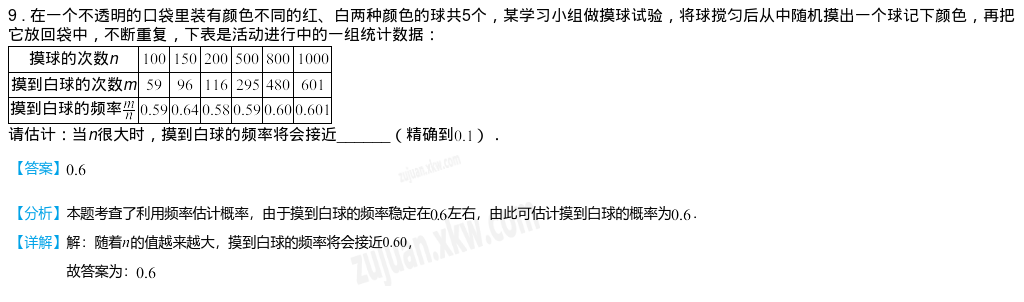 9．在一个不透明的口袋里装有颜色不同的红、白两种颜色的球共5个，某学习小组做摸球试验，将球搅匀后从中随机摸出一个球记下颜色，再把
它放回袋中，不断重复，下表是活动进行中的一组统计数据：
摸球的次数n 100 150 200 500 800 1000
摸到白球的次数m 59 96 116 295 480 601
摸到白球的频率m/n 0.59 0.64 0.58 0.59 0.60 0.601
请估计：当n很大时，摸到白球的频率将会接近_______（精确到0.1）．
【答案】0.6
【分析】本题考查了利用频率估计概率，由于摸到白球的频率稳定在0.6左右，由此可估计摸到白球的概率为0.6．
【详解】解：随着n的值越来越大，摸到白球的频率将会接近0.60，
故答案为：0.6
zujuan.xkw.com
zujuan.xkw.com